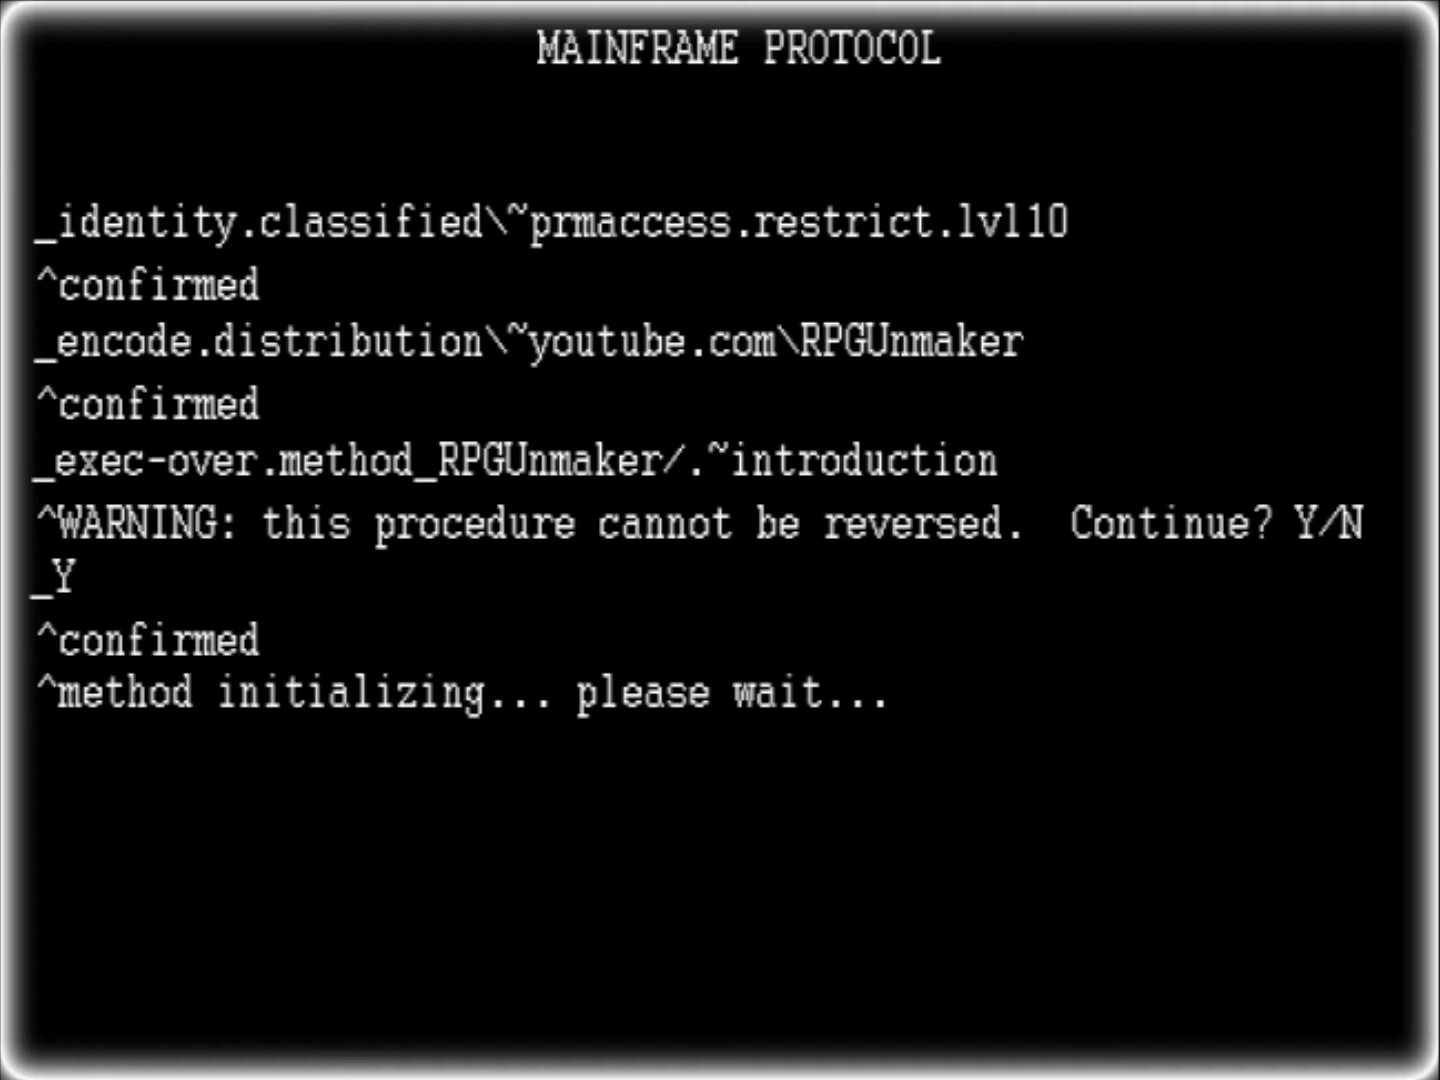 MAINFRAME PROTOCOL
_identity.classified\~prmaccess.restrict.lvl10
^confirmed
_encode.distribution\~youtube.com\RPGUnmaker
^confirmed
_exec-over.method_RPGUnmaker/.~introduction
^WARNING: this procedure cannot be reversed.  Continue? Y/N
_Y
^confirmed
^method initializing... please wait...